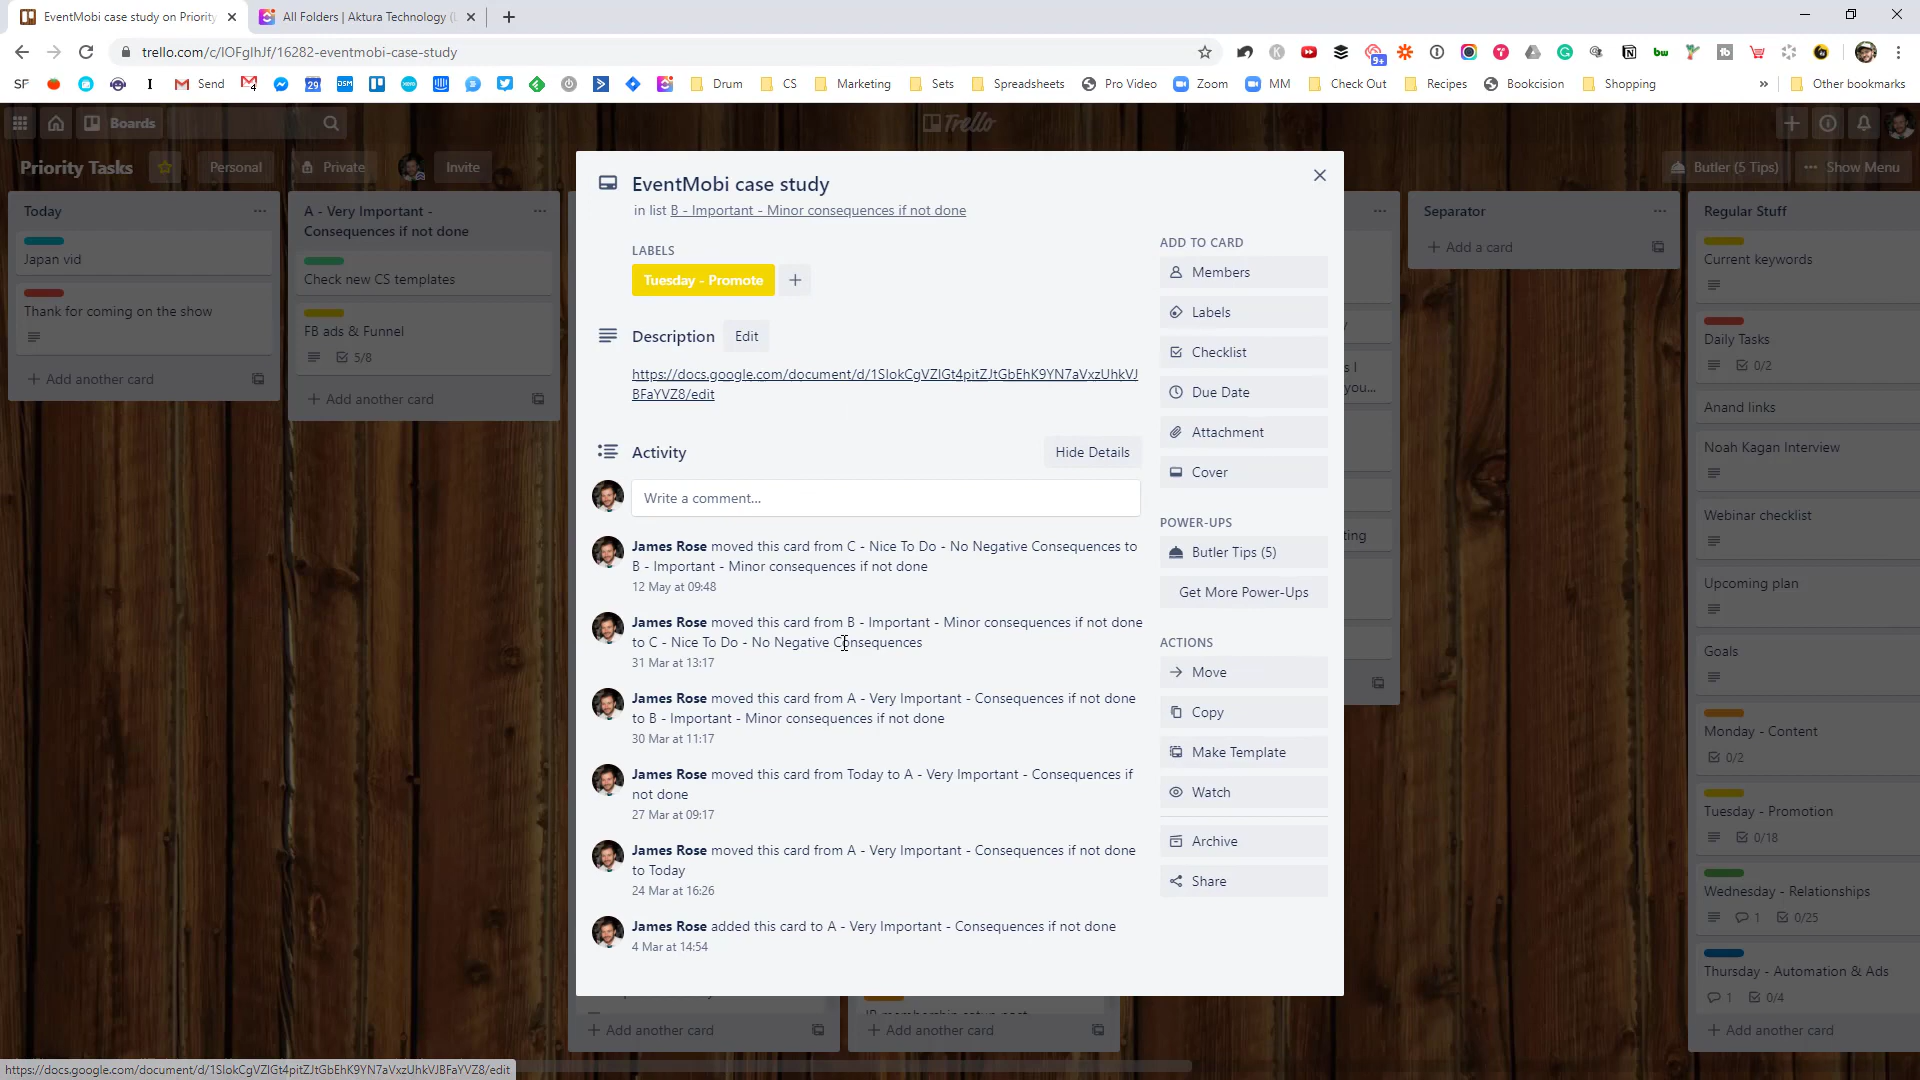 EventMobi case study on Priority
All Folders | Aktura Technology (
trello.com/c/IOFgIhJf/16282-eventmobi-case-study
9+
SF
Send
4
29
DSM
Drum
CS
Marketing
Sets
Spreadsheets
Pro Video
Zoom
MM
Check Out
Recipes
Bookcision
Shopping
»
Other bookmarks
Boards
Trello
Priority Tasks
Personal
Private
Invite
Butler (5 Tips)
Show Menu
Today
Japan vid
Thank for coming on the show
+ Add another card
A - Very Important -
Consequences if not done
Check new CS templates
FB ads & Funnel
5/8
+ Add another card
EventMobi case study
in list B - Important - Minor consequences if not done
LABELS
Tuesday - Promote
Description
Edit
https://docs.google.com/document/d/1SIokCgVZIGt4pitZJtGbEhK9YN7aVxzUhkVJ
BFaYVZ8/edit
Activity
Hide Details
Write a comment...
James Rose moved this card from C - Nice To Do - No Negative Consequences to
B - Important - Minor consequences if not done
12 May at 09:48
James Rose moved this card from B - Important - Minor consequences if not done
to C - Nice To Do - No Negative Consequences
31 Mar at 13:17
James Rose moved this card from A - Very Important - Consequences if not done
to B - Important - Minor consequences if not done
30 Mar at 11:17
James Rose moved this card from Today to A - Very Important - Consequences if
not done
27 Mar at 09:17
James Rose moved this card from A - Very Important - Consequences if not done
to Today
24 Mar at 16:26
James Rose added this card to A - Very Important - Consequences if not done
4 Mar at 14:54
ADD TO CARD
Members
Labels
Checklist
Due Date
Attachment
Cover
POWER-UPS
Butler Tips (5)
Get More Power-Ups
ACTIONS
Move
Copy
Make Template
Watch
Archive
Share
+ Add another card
+ Add another card
Separator
+ Add a card
Regular Stuff
Current keywords
Daily Tasks
0/2
Anand links
Noah Kagan Interview
Webinar checklist
Upcoming plan
Goals
Monday - Content
0/2
Tuesday - Promotion
0/18
Wednesday - Relationships
1
0/25
Thursday - Automation & Ads
1
0/4
+ Add another card
https://docs.google.com/document/d/1SIokCgVZIGt4pitZJtGbEhK9YN7aVxzUhkVJBFaYVZ8/edit